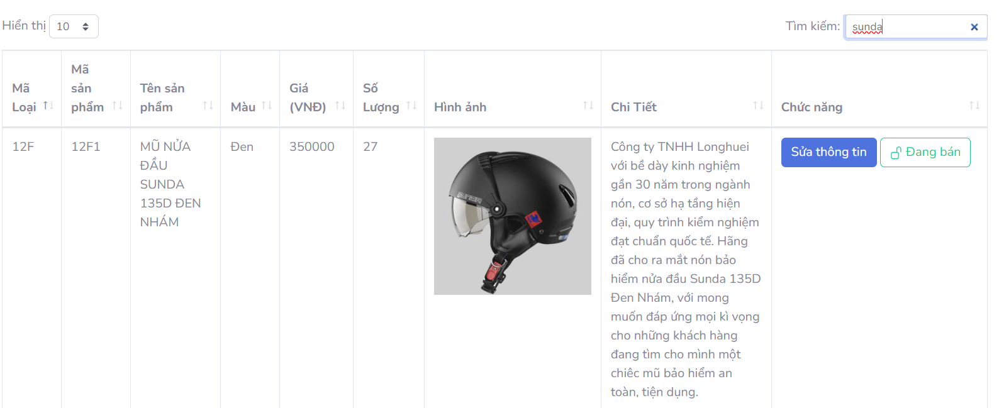 Hiển thị 10
Tìm kiếm: sunda
Mã Loại
Mã sản phẩm
Tên sản phẩm
Màu
Giá (VNĐ)
Số Lượng
Hình ảnh
Chi Tiết
Chức năng
12F
12F1
MŨ NỬA
ĐẦU
SUNDA
135D ĐEN
NHÁM
Đen
350000
27
SUNDA
Công ty TNHH Longhuei
với bề dày kinh nghiệm
gần 30 năm trong ngành
nón, cơ sở hạ tầng hiện
đại, quy trình kiểm nghiệm
đạt chuẩn quốc tế. Hãng
đã cho ra mắt nón bảo
hiểm nửa đầu Sunda 135D
Đen Nhám, với mong
muốn đáp ứng mọi kì vọng
cho những khách hàng
đang tìm cho mình một
chiêc mũ bảo hiểm an
toàn, tiện dụng.
Sửa thông tin
Đang bán